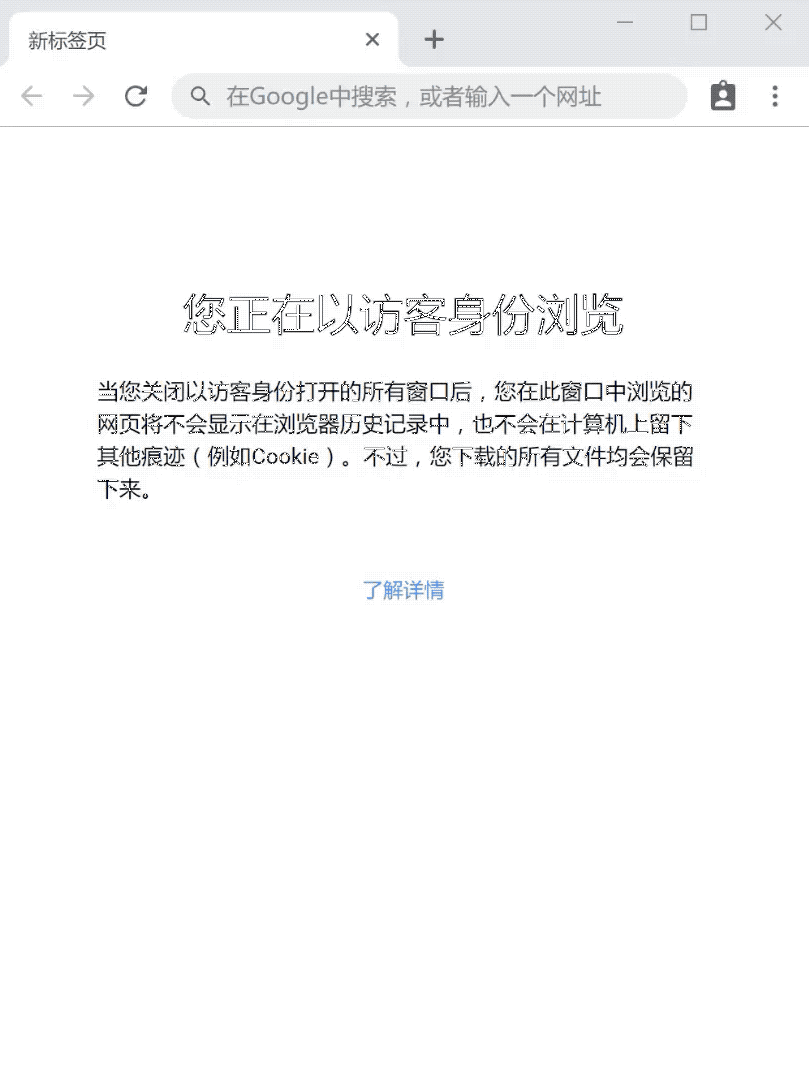 新标签页
在Google中搜索，或者输入一个网址
您正在以访客身份浏览
当您关闭以访客身份打开的所有窗口后，您在此窗口中浏览的
网页将不会显示在浏览器历史记录中，也不会在计算机上留下
其他痕迹（例如Cookie）。不过，您下载的所有文件均会保留
下来。
了解详情